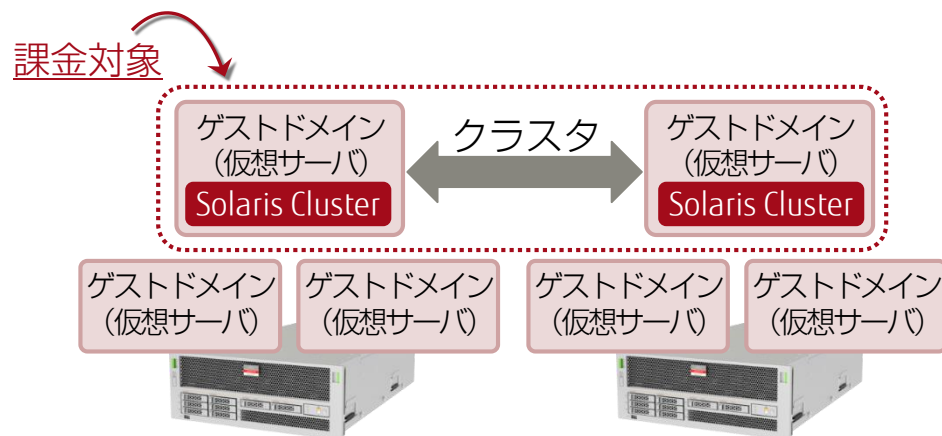 課金対象
ゲストドメイン
(仮想サーバ)
Solaris Cluster
クラスタ
ゲストドメイン
(仮想サーバ)
Solaris Cluster
ゲストドメイン
(仮想サーバ)
ゲストドメイン
(仮想サーバ)
ゲストドメイン
(仮想サーバ)
ゲストドメイン
(仮想サーバ)